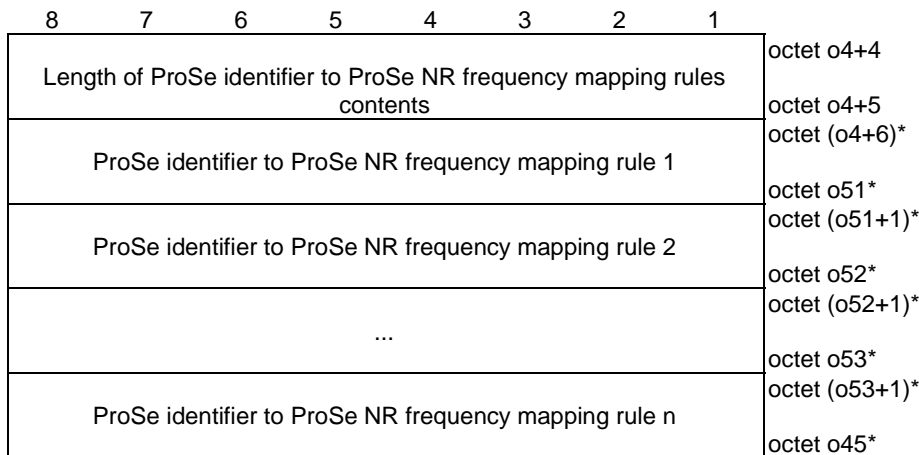 8 7 6 5 4 3 2 1
octet o4+4
Length of ProSe identifier to ProSe NR frequency mapping rules
contents
octet o4+5
octet (o4+6)*
ProSe identifier to ProSe NR frequency mapping rule 1
octet o51*
octet (o51+1)*
ProSe identifier to ProSe NR frequency mapping rule 2
octet o52*
octet (o52+1)*
...
octet o53*
octet (o53+1)*
ProSe identifier to ProSe NR frequency mapping rule n
octet o45*